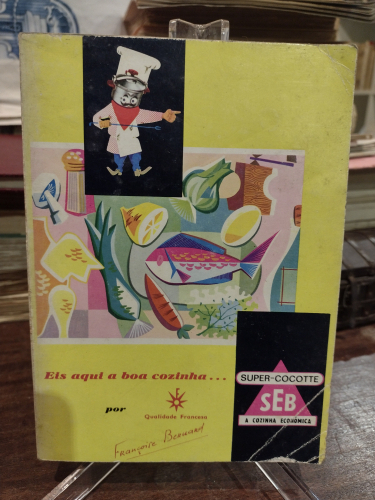 Eis aqui a boa cozinha...
por
Qualidade Francesa
Françoise Bernard
SUPER-COCOTTE
SEB
A COZINHA ECONÓMICA